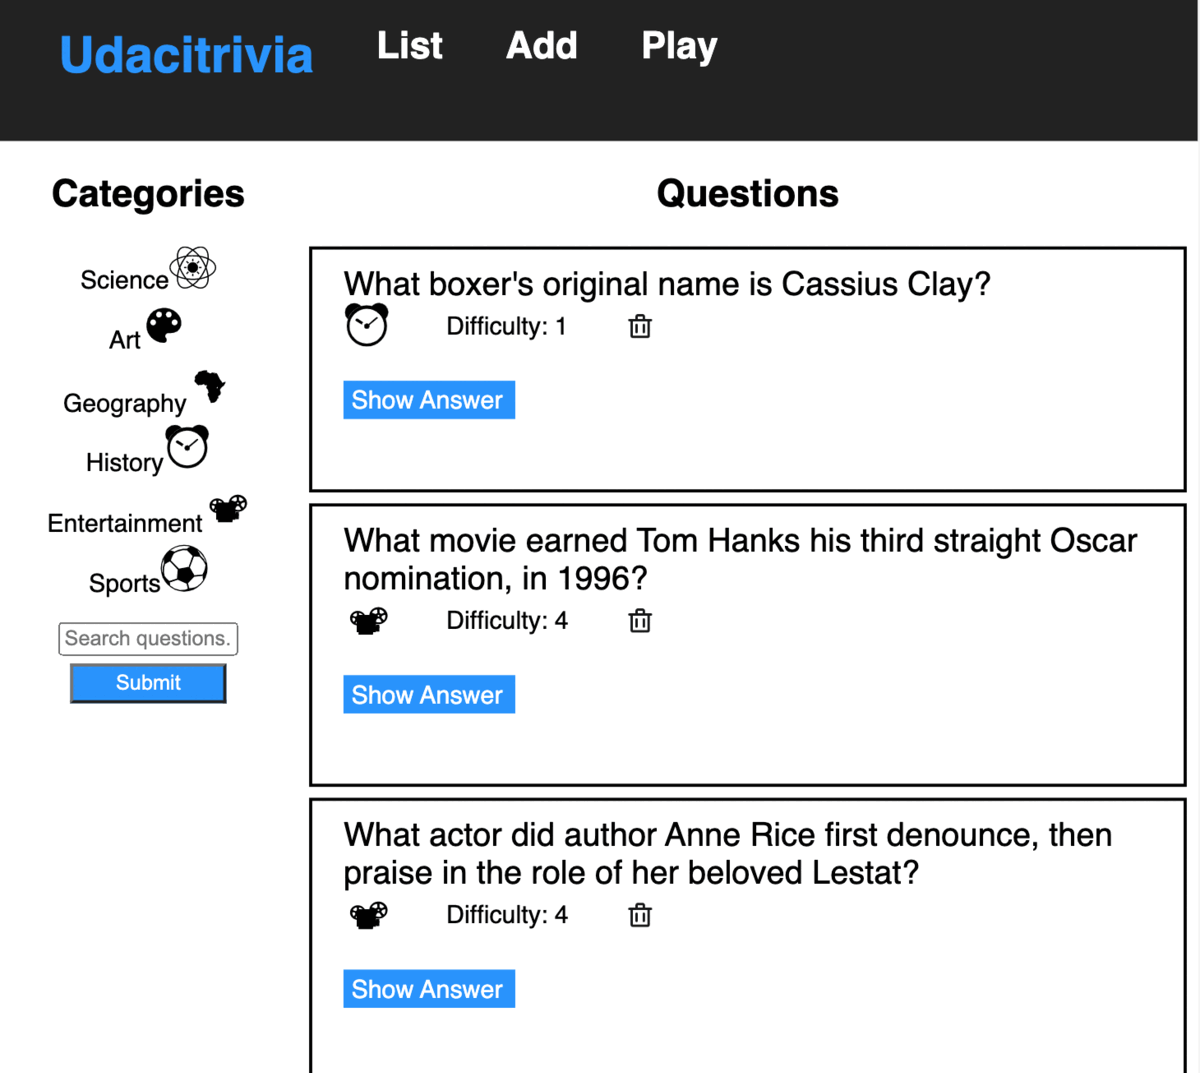 Udacitrivia
List
Add
Play
Categories
Science
Art
Geography
History
Entertainment
Sports
Search questions.
Submit
Questions
What boxer's original name is Cassius Clay?
Difficulty: 1
Show Answer
What movie earned Tom Hanks his third straight Oscar
nomination, in 1996?
Difficulty: 4
Show Answer
What actor did author Anne Rice first denounce, then
praise in the role of her beloved Lestat?
Difficulty: 4
Show Answer